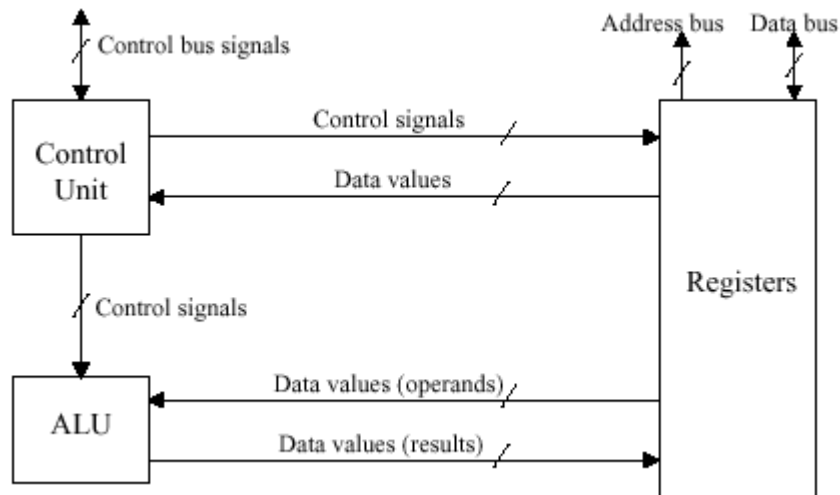 Address bus
Data bus
Control bus signals
Control signals
Control
Unit
Data values
Registers
Control signals
Data values (operands)
ALU
Data values (results)